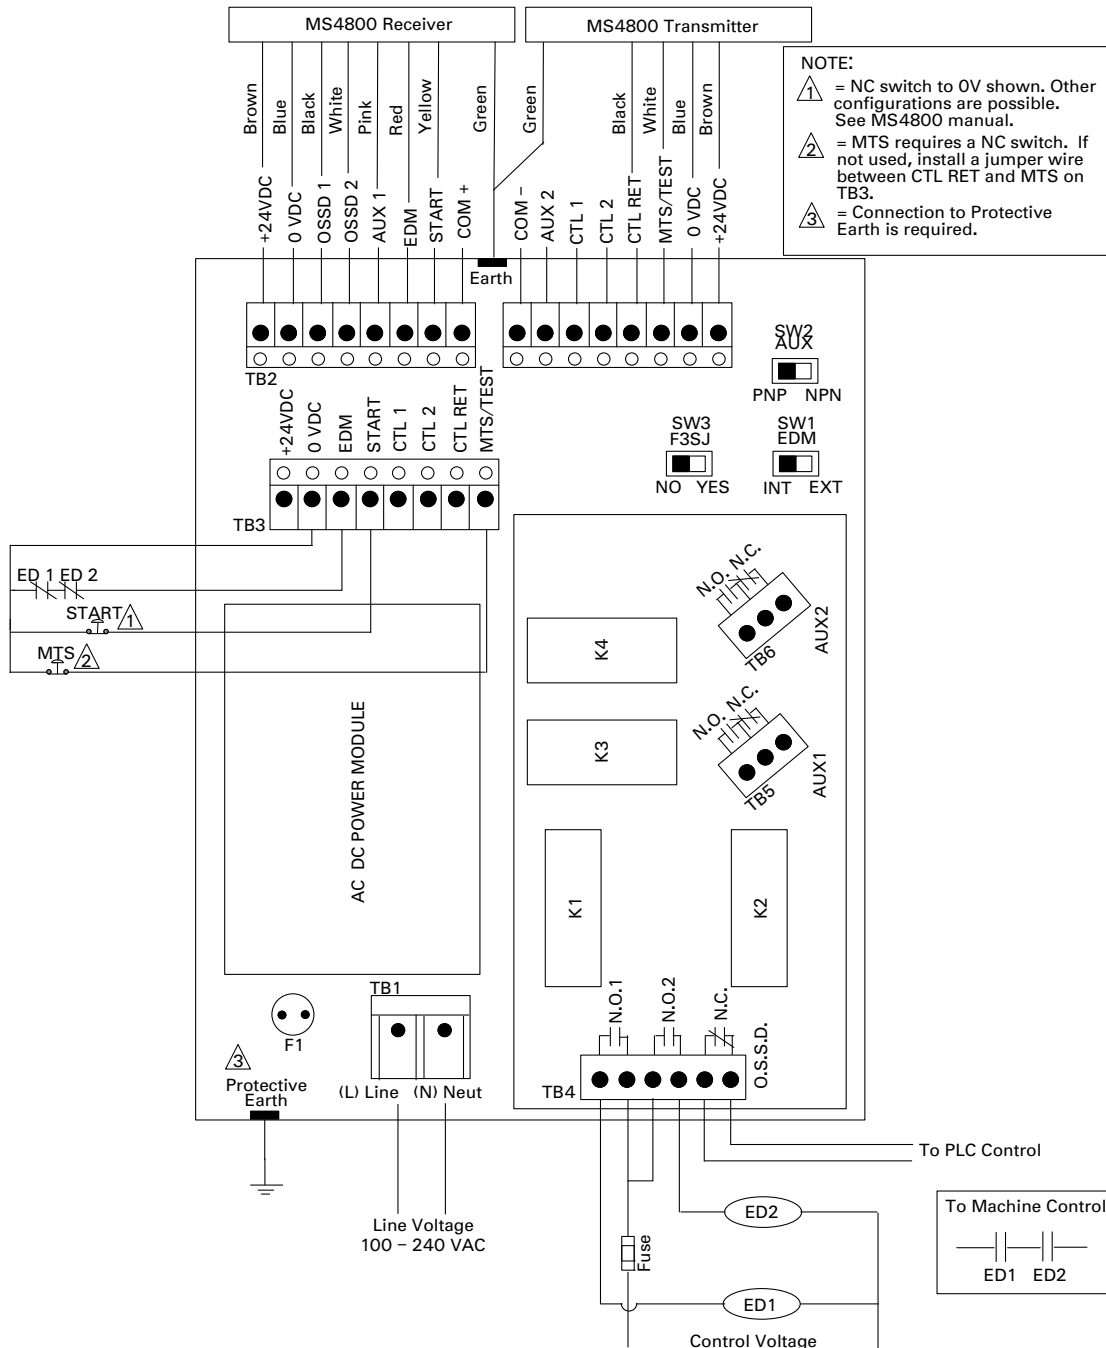 MS4800 Receiver
MS4800 Transmitter
Brown
Blue
Black
White
Pink
Red
Yellow
Green
Green
Black
White
Blue
Brown
NOTE:
1 = NC switch to 0V shown. Other
configurations are possible.
See MS4800 manual.
2 = MTS requires a NC switch. If
not used, install a jumper wire
between CTL RET and MTS on
TB3.
3 = Connection to Protective
Earth is required.
+24VDC
0 VDC
OSSD 1
OSSD 2
AUX 1
EDM
START
COM +
COM -
AUX 2
CTL 1
CTL 2
CTL RET
MTS/TEST
0 VDC
+24VDC
Earth
TB2
SW2
AUX
PNP NPN
+24VDC
0 VDC
EDM
START
CTL 1
CTL 2
CTL RET
MTS/TEST
SW3
F3SJ
NO YES
SW1
EDM
INT EXT
TB3
ED 1 ED 2
START 1
MTS 2
N.O. N.C.
TB6
AUX2
K4
N.O. N.C.
TB5
AUX1
K3
AC DC POWER MODULE
K1
K2
TB1
F1
3
Protective
Earth
(L) Line (N) Neut
N.O.1
N.O.2
N.C.
O.S.S.D.
TB4
To PLC Control
Line Voltage
100 – 240 VAC
ED2
Fuse
ED1
Control Voltage
To Machine Control
ED1 ED2